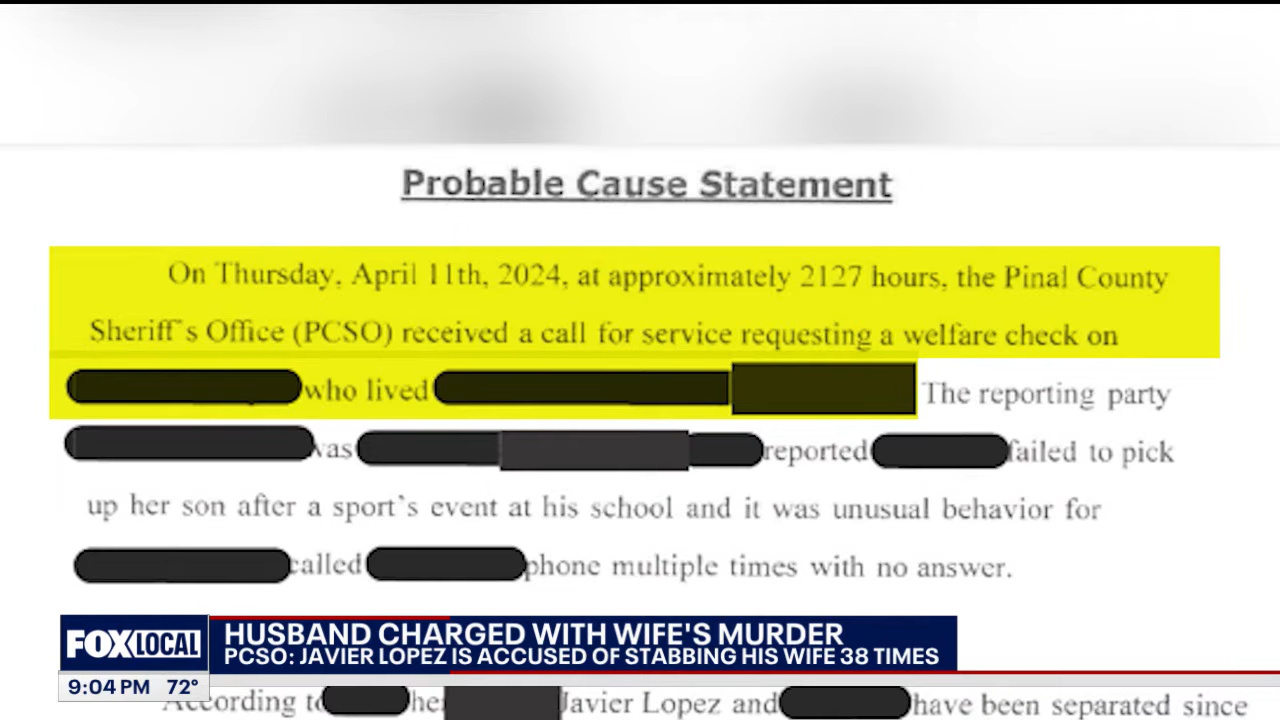 Probable Cause Statement
On Thursday, April 11th, 2024, at approximately 2127 hours, the Pinal County
Sheriff's Office (PCSO) received a call for service requesting a welfare check on
who lived The reporting party
was reported failed to pick
up her son after a sport's event at his school and it was unusual behavior for
called phone multiple times with no answer.
FOX LOCAL
HUSBAND CHARGED WITH WIFE'S MURDER
PCSO: JAVIER LOPEZ IS ACCUSED OF STABBING HIS WIFE 38 TIMES
9:04 PM 72°
According to Javier Lopez and have been separated since